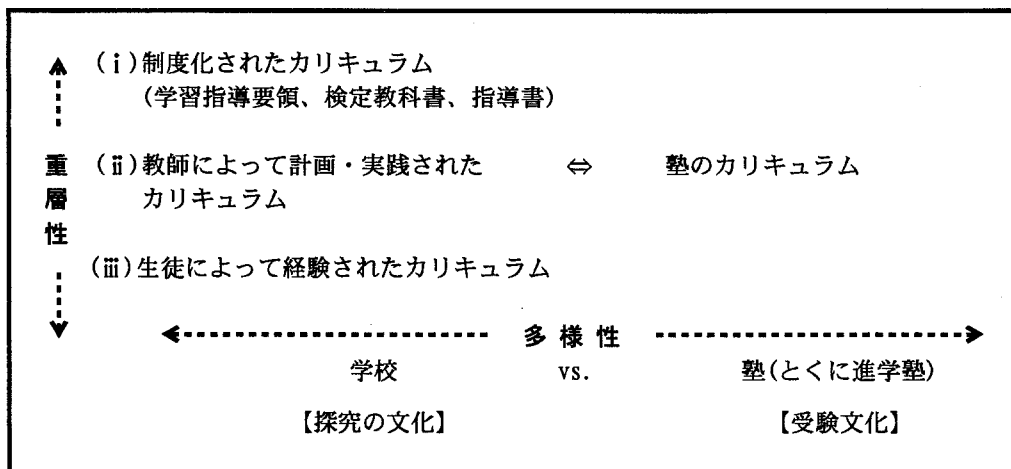 (ⅰ)制度化されたカリキュラム
(学習指導要領、検定教科書、指導書)
重層性
(ⅱ)教師によって計画・実践された ⇔ 塾のカリキュラム
カリキュラム
(ⅲ)生徒によって経験されたカリキュラム
多様性
学校 vs. 塾(とくに進学塾)
【探究の文化】 【受験文化】